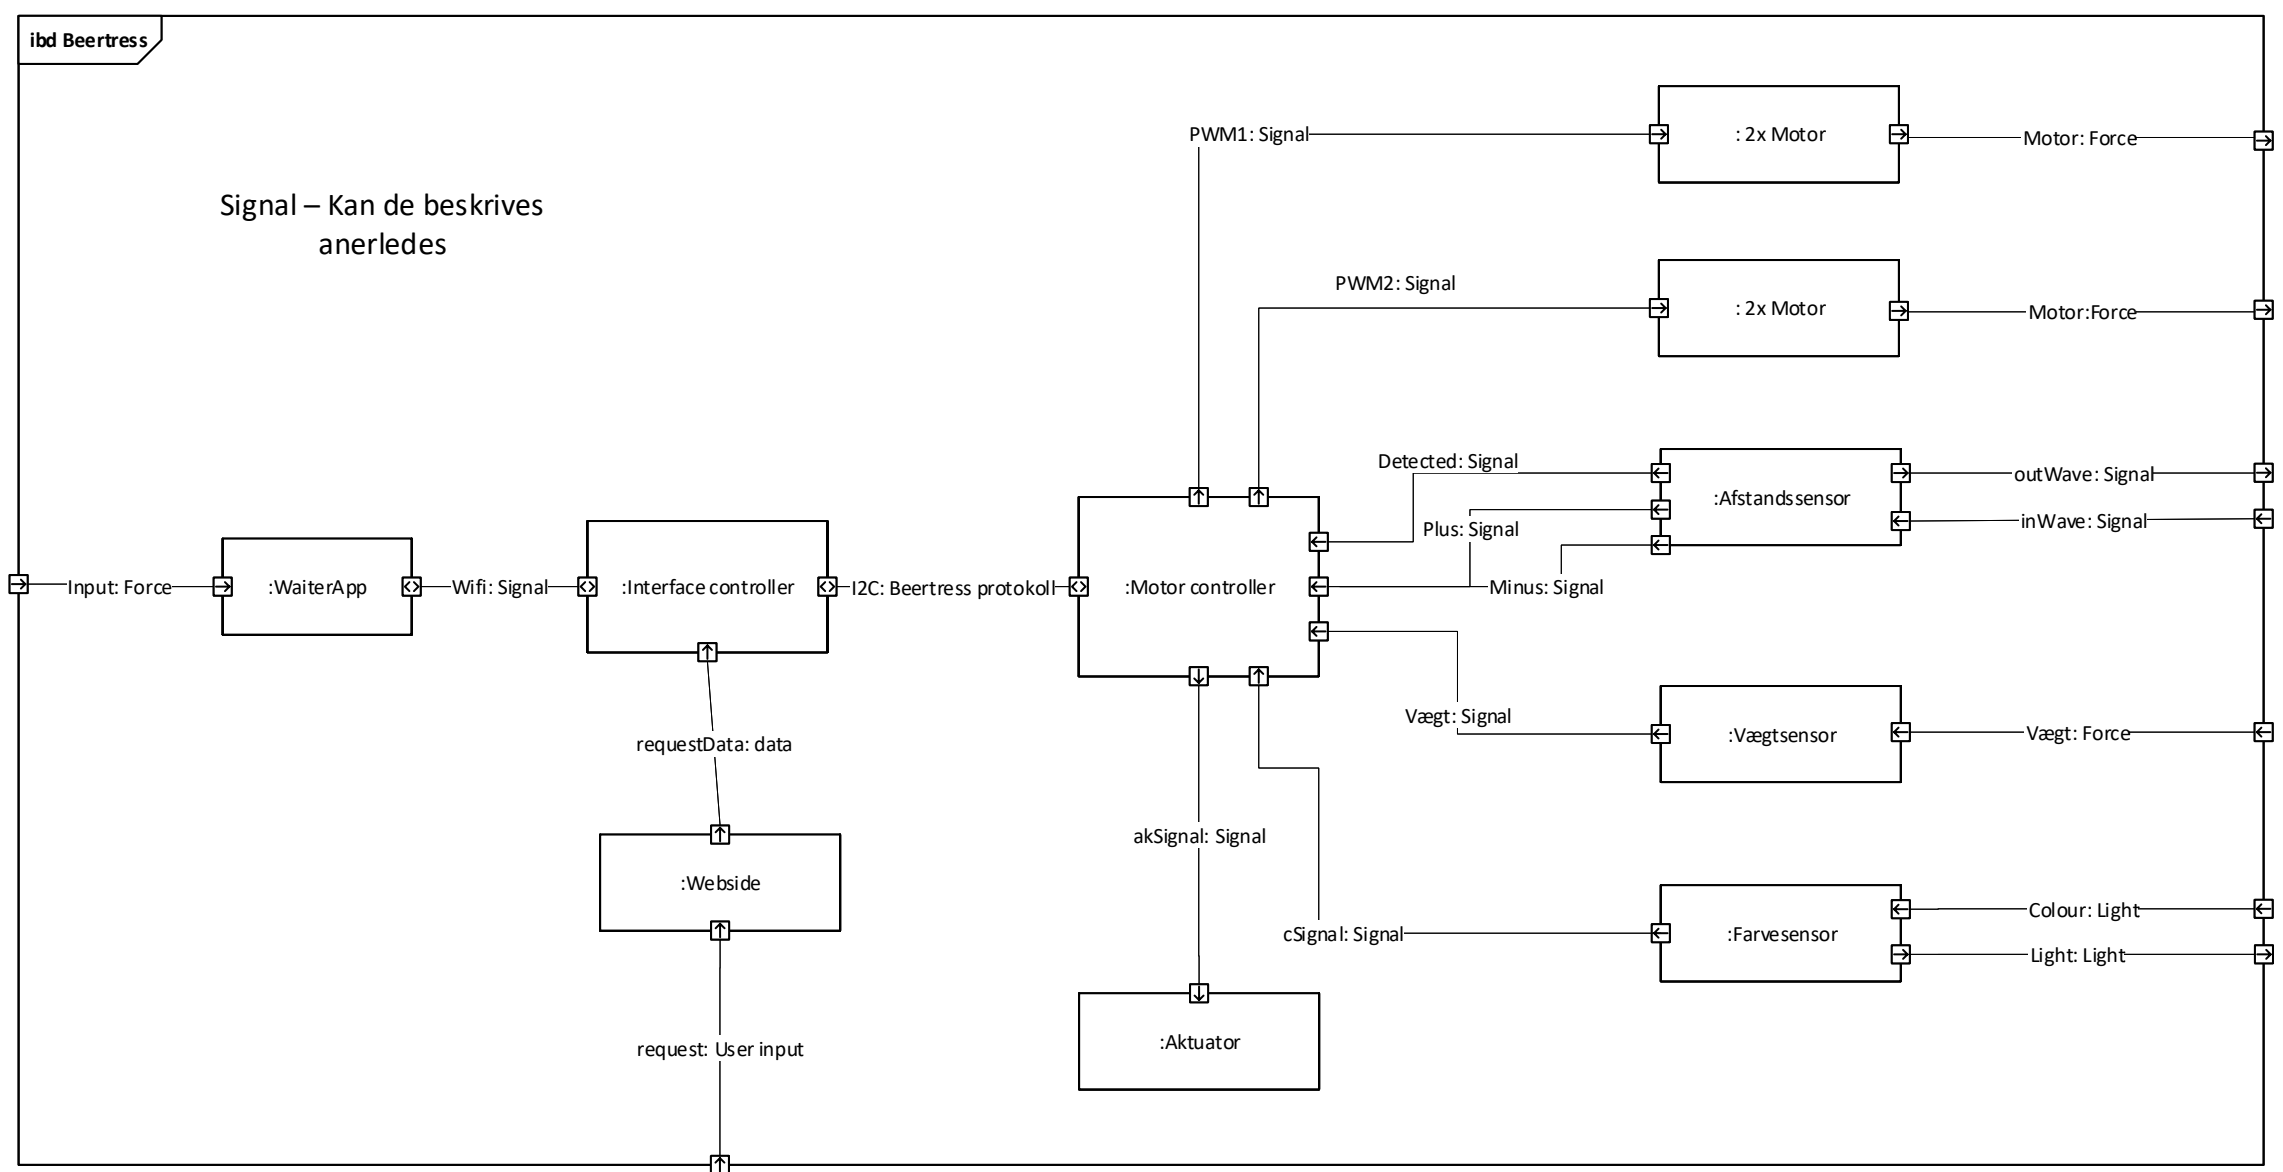 ibd Beertress
Signal – Kan de beskrives
anerledes
PWM1: Signal
: 2x Motor
Motor: Force
PWM2: Signal
: 2x Motor
Motor:Force
Detected: Signal
:Afstandssensor
outWave: Signal
Plus: Signal
inWave: Signal
Input: Force
:WaiterApp
Wifi: Signal
:Interface controller
I2C: Beertress protokoll
:Motor controller
Minus: Signal
Vægt: Signal
:Vægtsensor
Vægt: Force
requestData: data
akSignal: Signal
:Webside
cSignal: Signal
:Farvesensor
Colour: Light
Light: Light
request: User input
:Aktuator